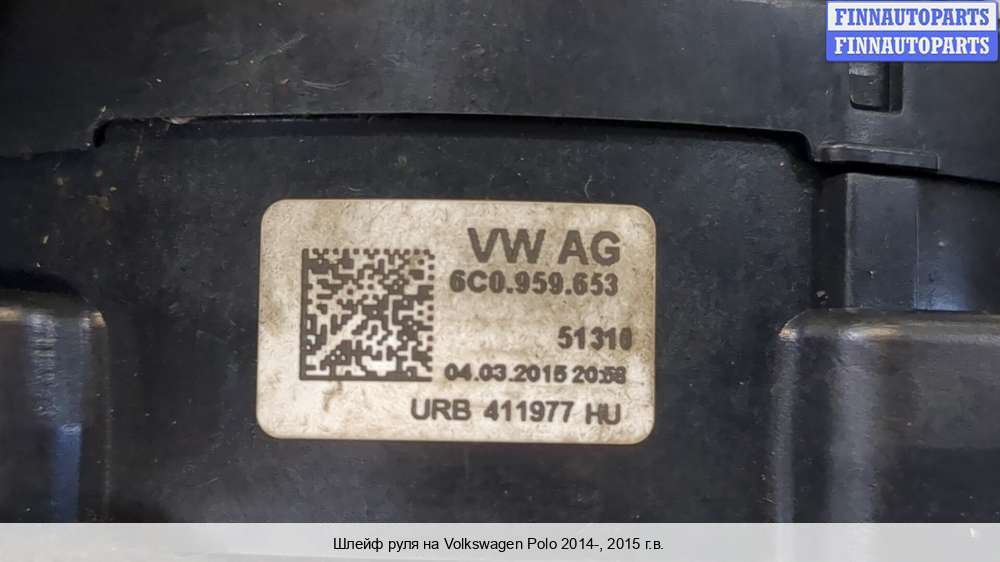 FINNAUTOPARTS
FINNAUTOPARTS
VW AG
6C0.959.653
51310
04.03.2015 20:58
URB 411977 HU
Шлейф руля на Volkswagen Polo 2014-, 2015 г.в.